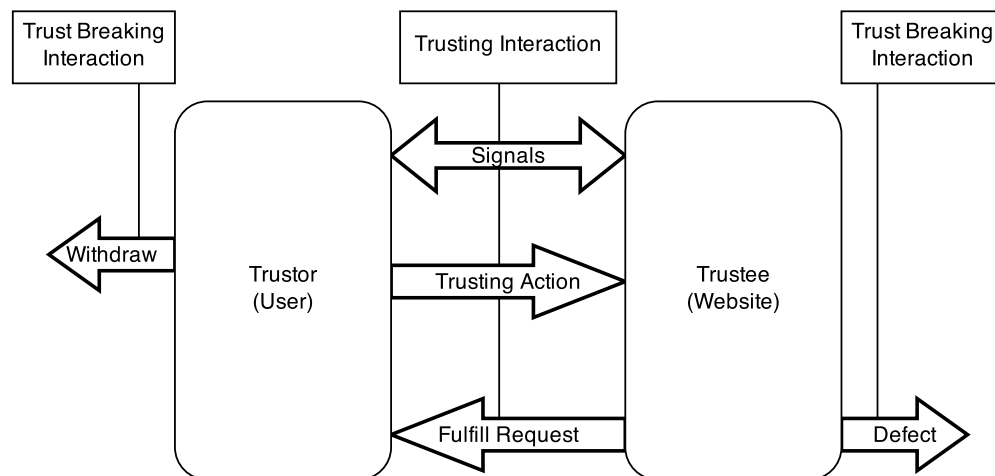 Trust Breaking
Interaction
Trusting Interaction
Trust Breaking
Interaction
Signals
Withdraw
Trustor
(User)
Trusting Action
Trustee
(Website)
Fulfill Request
Defect